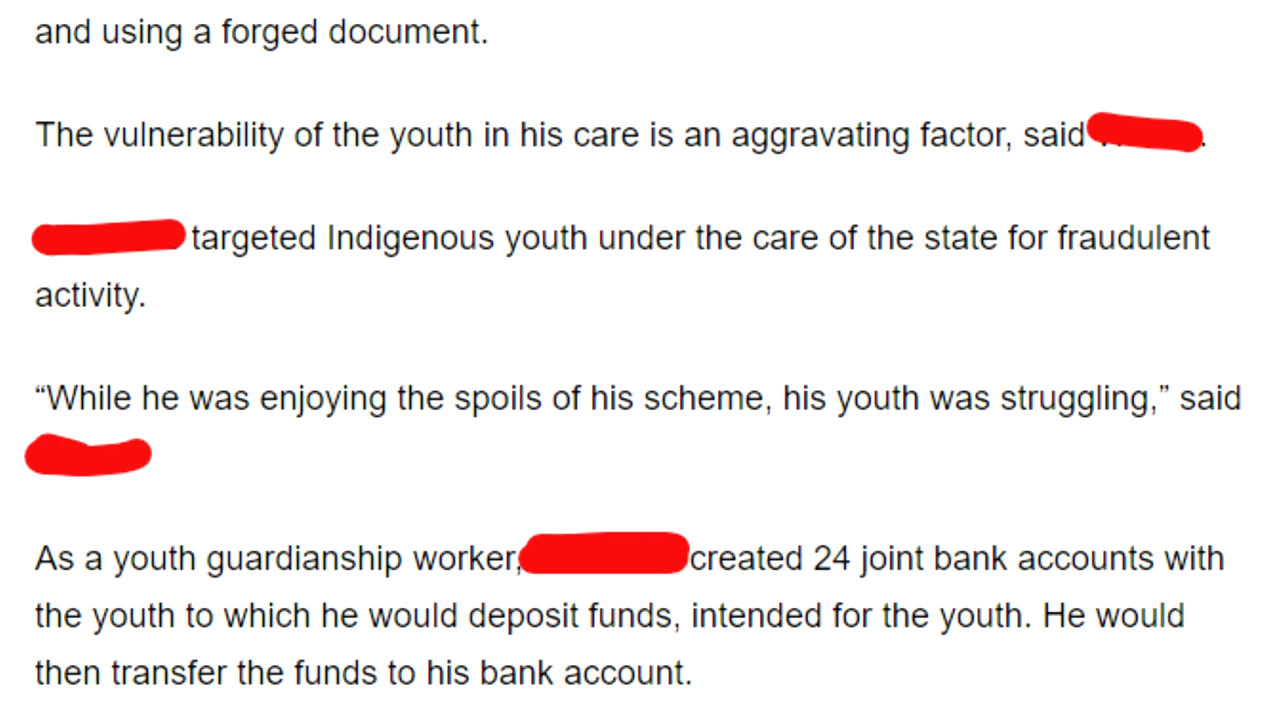 and using a forged document.
The vulnerability of the youth in his care is an aggravating factor, said .
targeted Indigenous youth under the care of the state for fraudulent
activity.
“While he was enjoying the spoils of his scheme, his youth was struggling,” said
As a youth guardianship worker, created 24 joint bank accounts with
the youth to which he would deposit funds, intended for the youth. He would
then transfer the funds to his bank account.